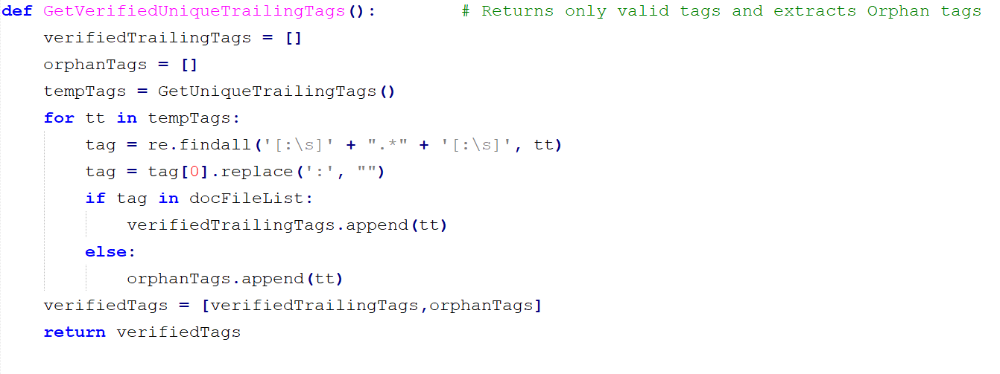 def GetVerifiedUniqueTrailingTags():        # Returns only valid tags and extracts Orphan tags
    verifiedTrailingTags = []
    orphanTags = []
    tempTags = GetUniqueTrailingTags()
    for tt in tempTags:
        tag = re.findall('[:\s]' + ".*" + '[:\s]', tt)
        tag = tag[0].replace(':', "")
        if tag in docFileList:
            verifiedTrailingTags.append(tt)
        else:
            orphanTags.append(tt)
    verifiedTags = [verifiedTrailingTags,orphanTags]
    return verifiedTags